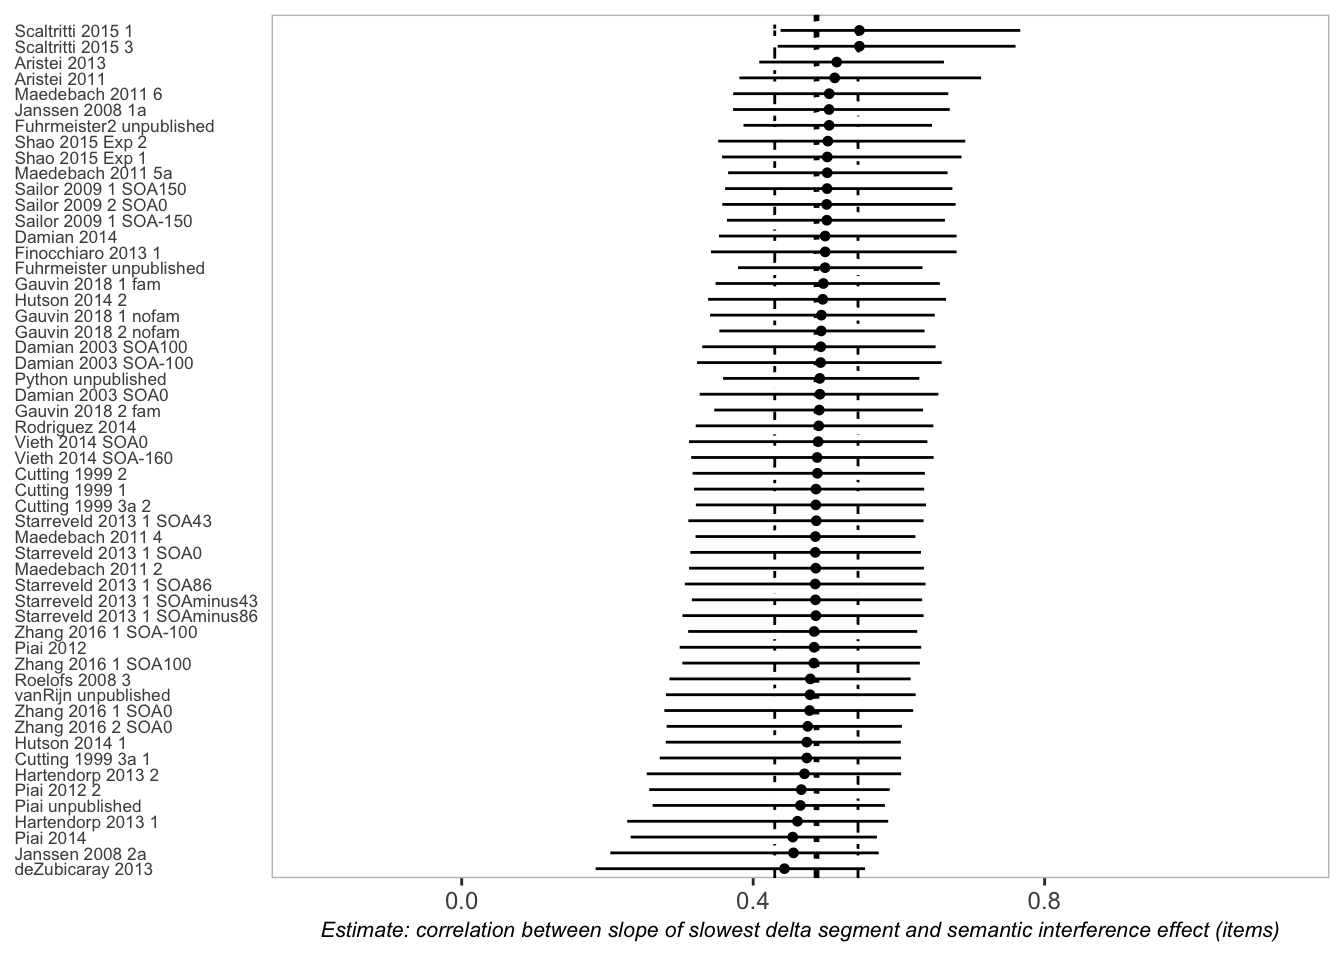 Scaltritti 2015 1
Scaltritti 2015 3
Aristei 2013
Aristei 2011
Maedebach 2011 6
Janssen 2008 1a
Fuhrmeister2 unpublished
Shao 2015 Exp 2
Shao 2015 Exp 1
Maedebach 2011 5a
Sailor 2009 1 SOA150
Sailor 2009 2 SOA0
Sailor 2009 1 SOA-150
Damian 2014
Finocchiaro 2013 1
Fuhrmeister unpublished
Gauvin 2018 1 fam
Hutson 2014 2
Gauvin 2018 1 nofam
Gauvin 2018 2 nofam
Damian 2003 SOA100
Damian 2003 SOA-100
Python unpublished
Damian 2003 SOA0
Gauvin 2018 2 fam
Rodriguez 2014
Vieth 2014 SOA0
Vieth 2014 SOA-160
Cutting 1999 2
Cutting 1999 1
Cutting 1999 3a 2
Starreveld 2013 1 SOA43
Maedebach 2011 4
Starreveld 2013 1 SOA0
Maedebach 2011 2
Starreveld 2013 1 SOA86
Starreveld 2013 1 SOAminus43
Starreveld 2013 1 SOAminus86
Zhang 2016 1 SOA-100
Piai 2012
Zhang 2016 1 SOA100
Roelofs 2008 3
vanRijn unpublished
Zhang 2016 1 SOA0
Zhang 2016 2 SOA0
Hutson 2014 1
Cutting 1999 3a 1
Hartendorp 2013 2
Piai 2012 2
Piai unpublished
Hartendorp 2013 1
Piai 2014
Janssen 2008 2a
deZubicaray 2013
0.0 0.4 0.8
Estimate: correlation between slope of slowest delta segment and semantic interference effect (items)